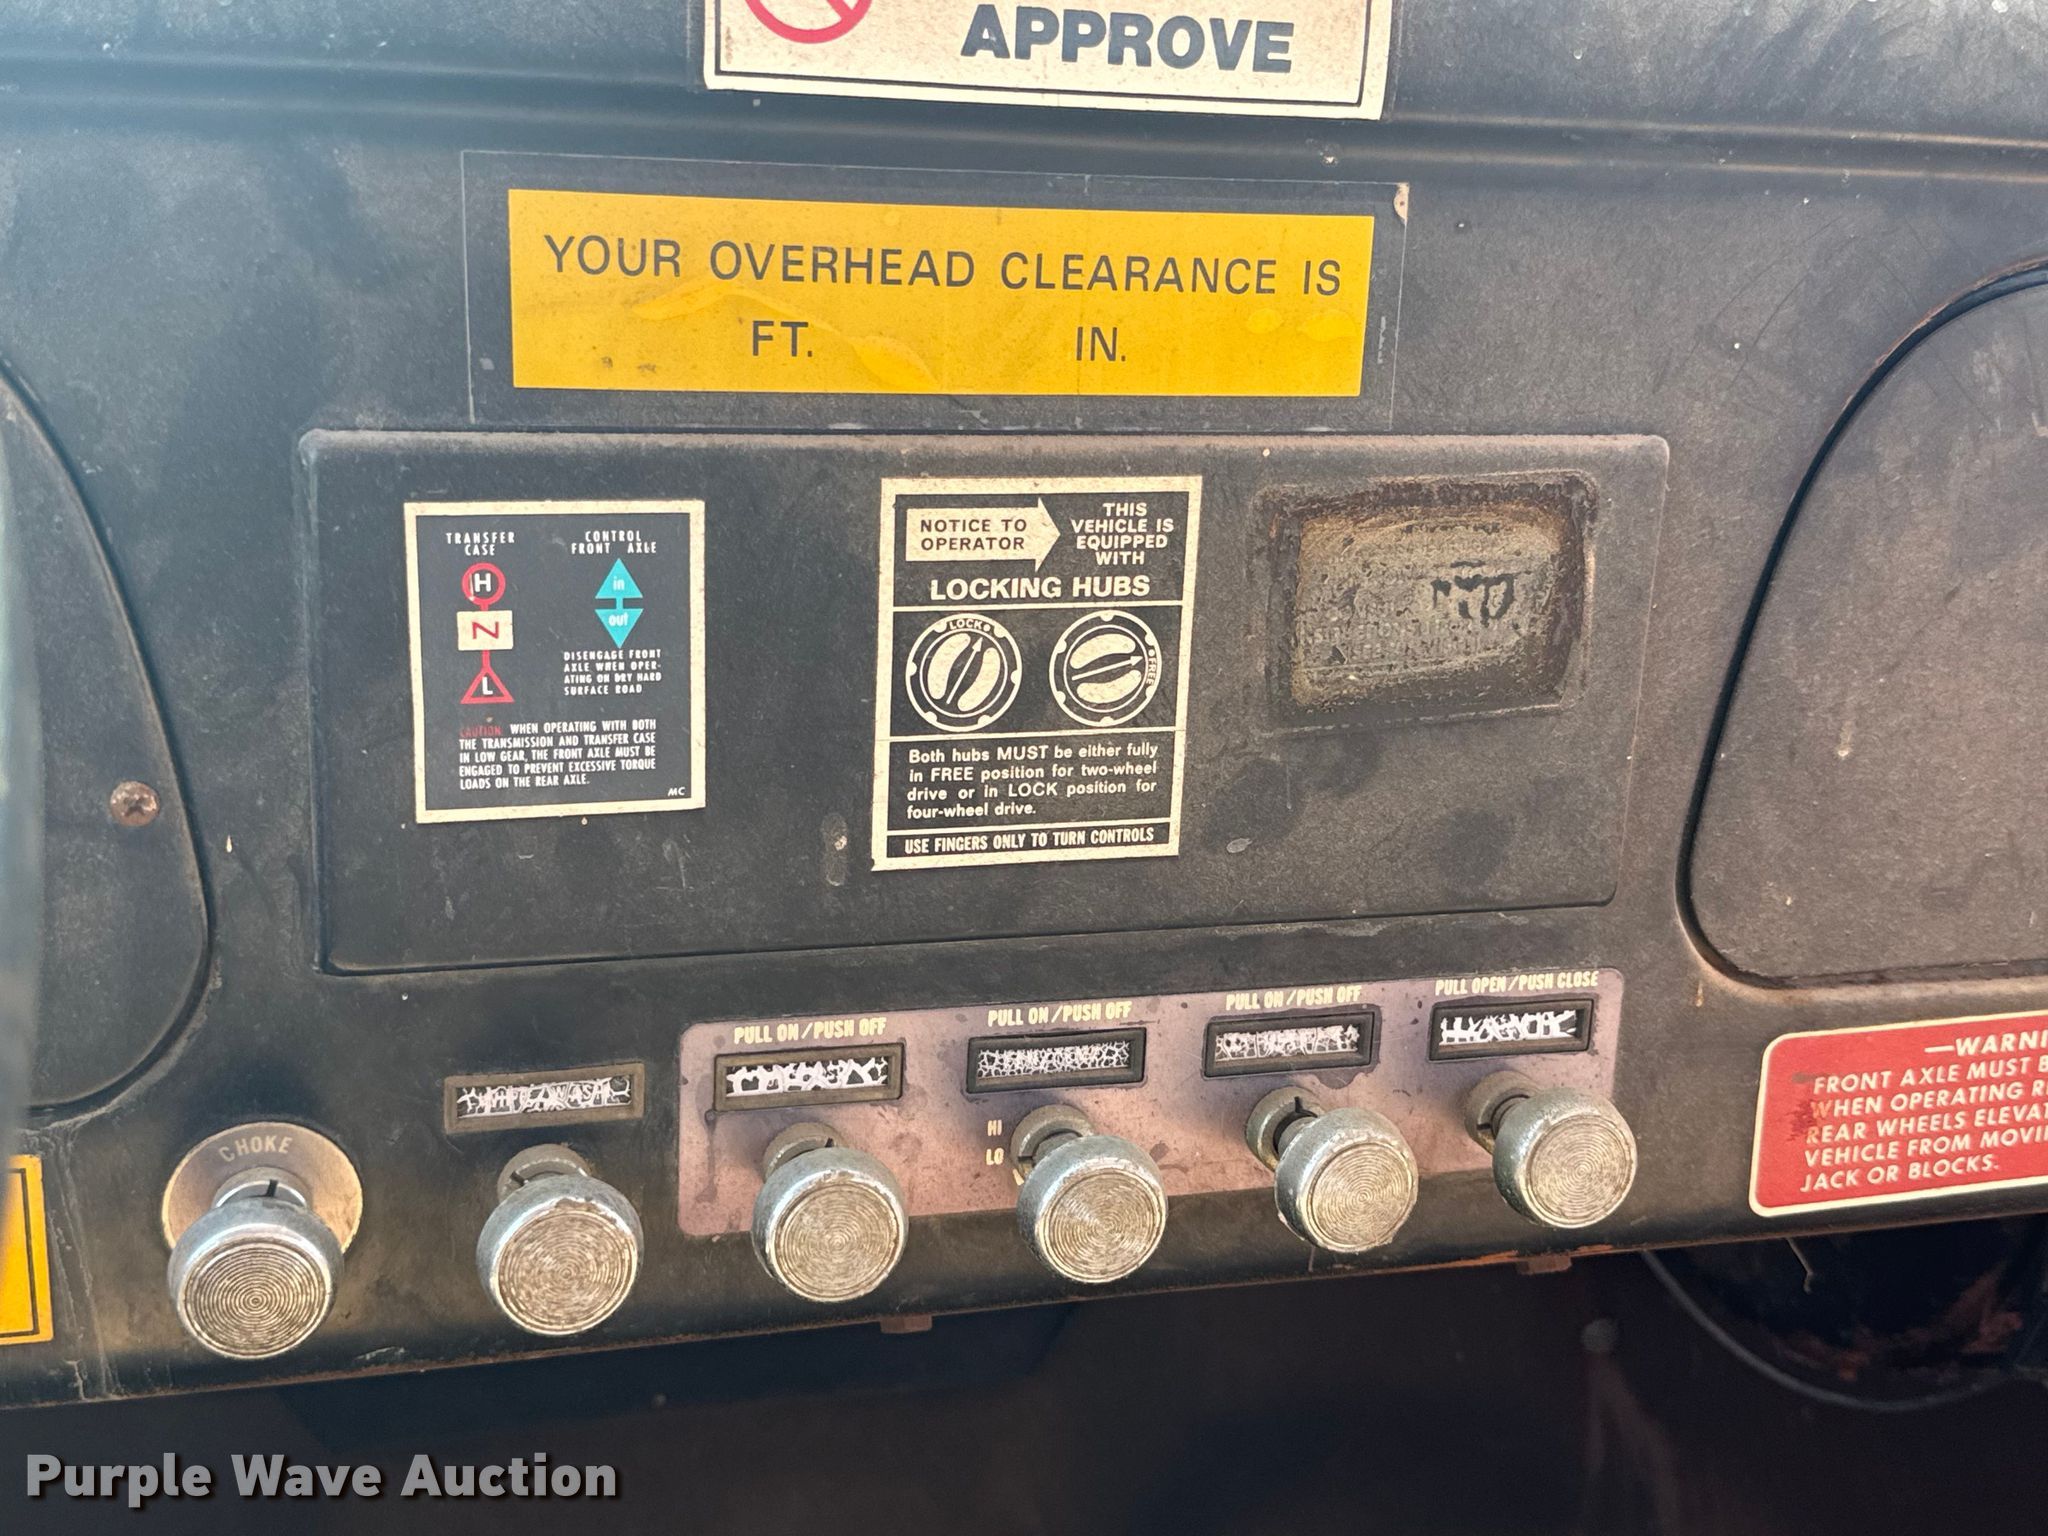 APPROVE
YOUR OVERHEAD CLEARANCE IS
FT. IN.
TRANSFER
CASE
H
N
L
CONTROL
FRONT AXLE
in
out
DISENGAGE FRONT
AXLE WHEN OPER-
ATING ON DRY HARD
SURFACE ROAD
CAUTION: WHEN OPERATING WITH BOTH
THE TRANSMISSION AND TRANSFER CASE
IN LOW GEAR, THE FRONT AXLE MUST BE
ENGAGED TO PREVENT EXCESSIVE TORQUE
LOADS ON THE REAR AXLE.
MC
NOTICE TO
OPERATOR
THIS
VEHICLE IS
EQUIPPED
WITH
LOCKING HUBS
LOCK
FREE
Both hubs MUST be either fully
in FREE position for two-wheel
drive or in LOCK position for
four-wheel drive.
USE FINGERS ONLY TO TURN CONTROLS
PULL ON/PUSH OFF
PULL ON/PUSH OFF
PULL ON/PUSH OFF
PULL OPEN/PUSH CLOSE
HI
LO
CHOKE
WASH
—WARNI
FRONT AXLE MUST B
WHEN OPERATING RE
REAR WHEELS ELEVAT
VEHICLE FROM MOVI
JACK OR BLOCKS.
Purple Wave Auction